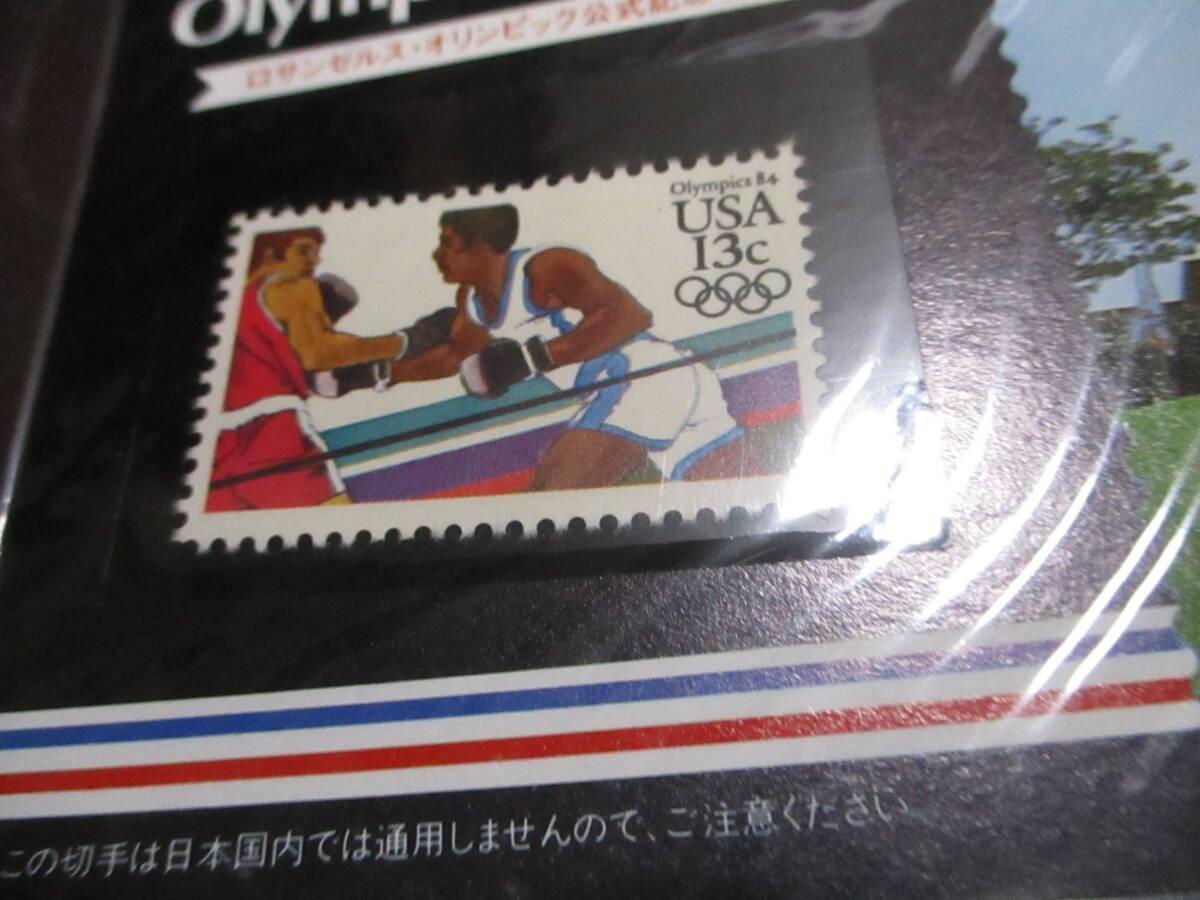 Olymp
ロサンゼルス・オリンピック公式記念
Olympics 84
USA
13c
この切手は日本国内では通用しませんので、ご注意ください